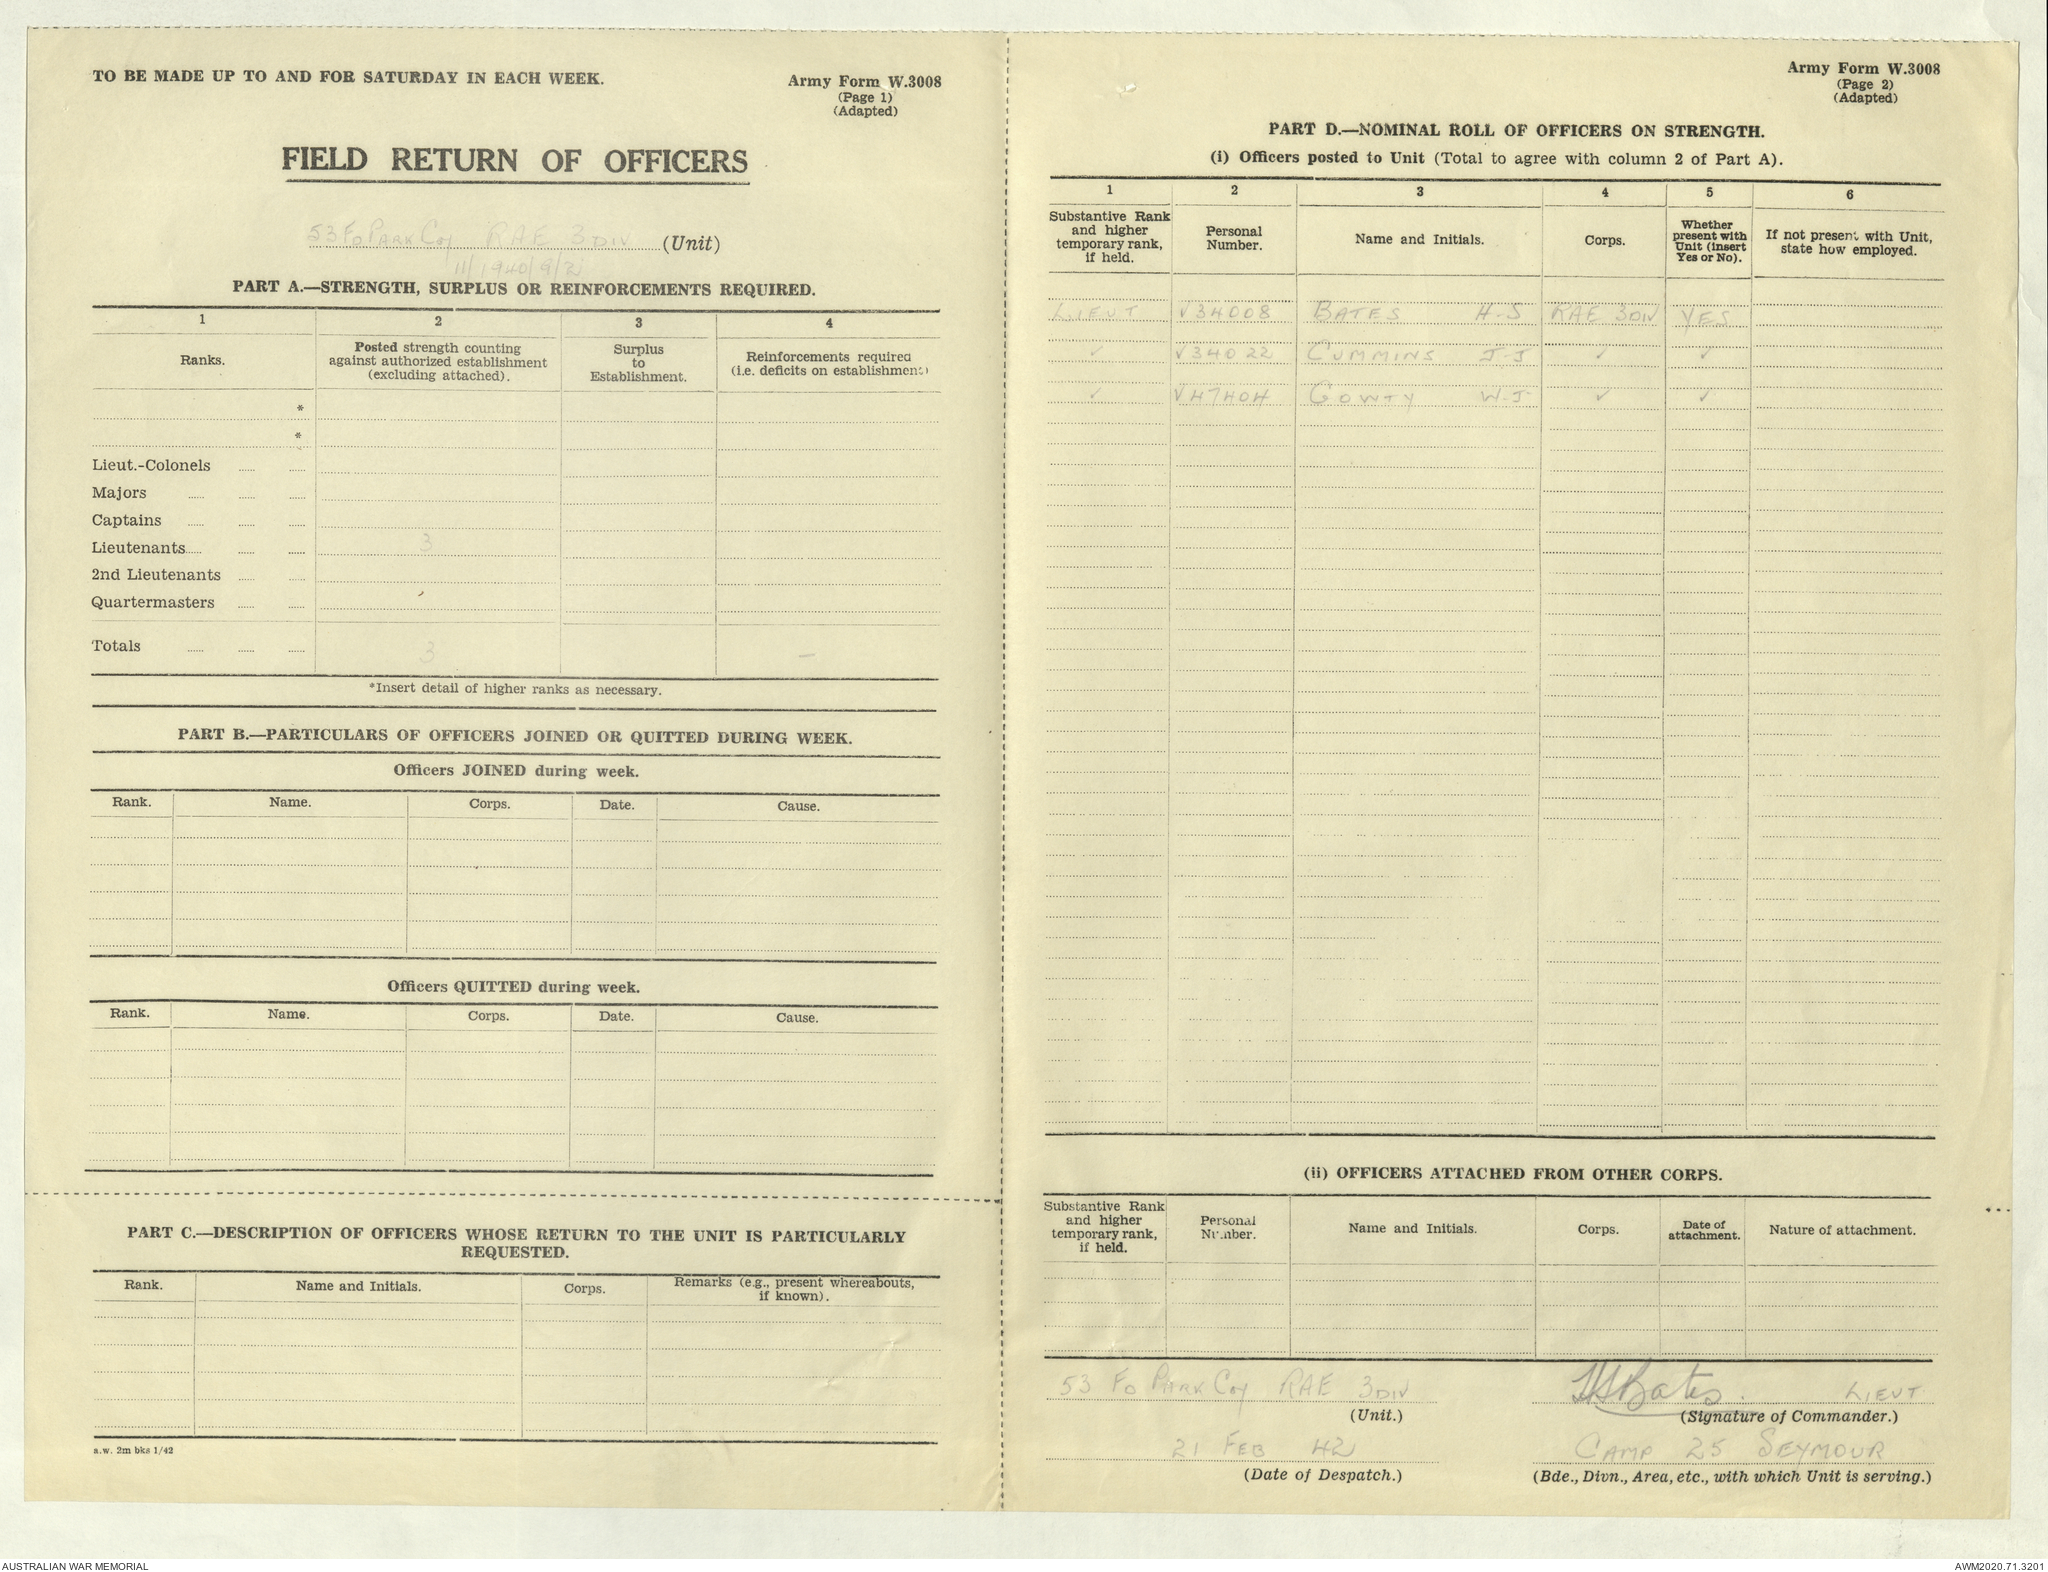 TO BE MADE UP TO AND FOR SATURDAY IN EACH WEEK.
Army Form W.3008
(Page 1)
(Adapted)
FIELD RETURN OF OFFICERS
53 FD PARK COY RAE 3 DIV (Unit)
11/1940/9/2
PART A.—STRENGTH, SURPLUS OR REINFORCEMENTS REQUIRED.
1 2 3 4
Ranks. Posted strength counting against authorized establishment (excluding attached). Surplus to Establishment. Reinforcements required (i.e. deficits on establishment)
*
*
Lieut.-Colonels
Majors
Captains
Lieutenants 3
2nd Lieutenants
Quartermasters
Totals 3 —
*Insert detail of higher ranks as necessary.
PART B.—PARTICULARS OF OFFICERS JOINED OR QUITTED DURING WEEK.
Officers JOINED during week.
Rank. Name. Corps. Date. Cause.
Officers QUITTED during week.
Rank. Name. Corps. Date. Cause.
PART C.—DESCRIPTION OF OFFICERS WHOSE RETURN TO THE UNIT IS PARTICULARLY
REQUESTED.
Rank. Name and Initials. Corps. Remarks (e.g., present whereabouts, if known).
a.w. 2m bks 1/42
Army Form W.3008
(Page 2)
(Adapted)
PART D.—NOMINAL ROLL OF OFFICERS ON STRENGTH.
(i) Officers posted to Unit (Total to agree with column 2 of Part A).
1 2 3 4 5 6
Substantive Rank and higher temporary rank, if held. Personal Number. Name and Initials. Corps. Whether present with Unit (insert Yes or No). If not present with Unit, state how employed.
LIEUT V34008 BATES H.S RAE 3DIV YES
✓ V34022 CUMMINS J.J ✓ ✓
✓ V47404 GOWTY W.J ✓ ✓
(ii) OFFICERS ATTACHED FROM OTHER CORPS.
Substantive Rank and higher temporary rank, if held. Personal Number. Name and Initials. Corps. Date of attachment. Nature of attachment.
53 FD PARK COY RAE 3 DIV HSBates. LIEUT
(Unit.) (Signature of Commander.)
21 FEB 42 CAMP 25 SEYMOUR
(Date of Despatch.) (Bde., Divn., Area, etc., with which Unit is serving.)
AUSTRALIAN WAR MEMORIAL AWM2020.71.3201